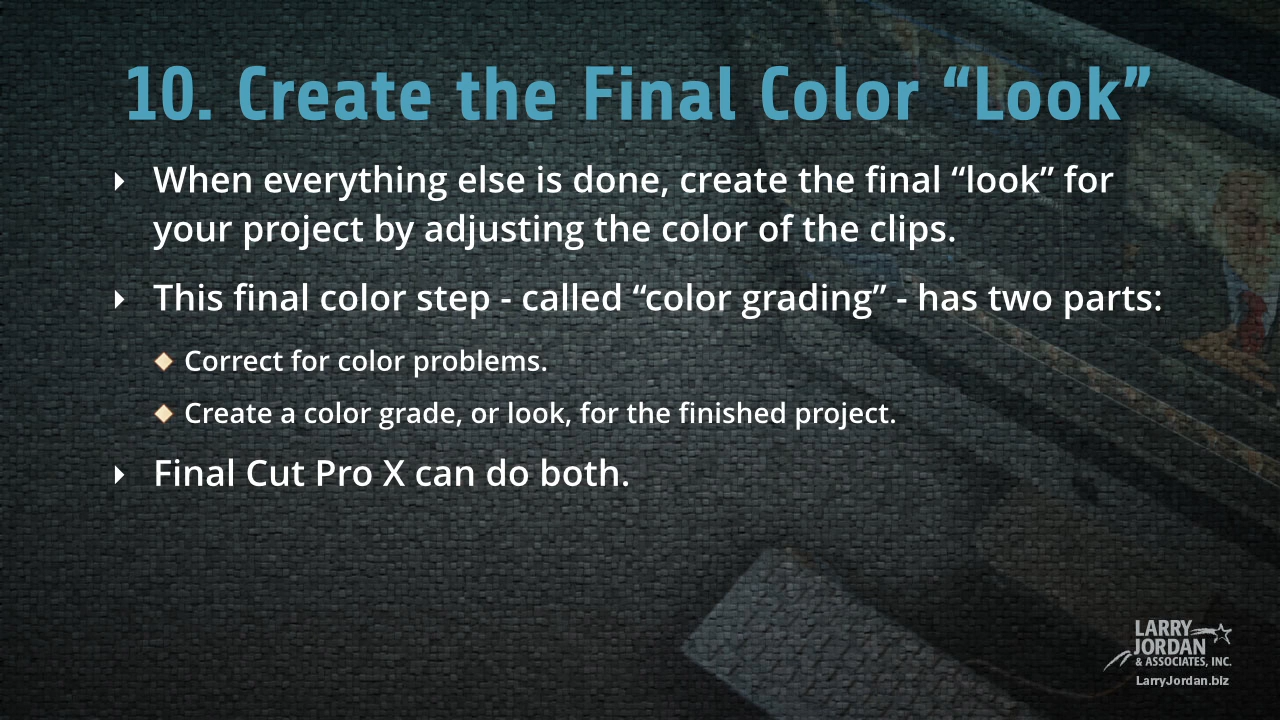 10. Create the Final Color “Look”
When everything else is done, create the final “look” for
your project by adjusting the color of the clips.
This final color step - called “color grading” - has two parts:
Correct for color problems.
Create a color grade, or look, for the finished project.
Final Cut Pro X can do both.
LARRY
JORDAN
& ASSOCIATES, INC.
LarryJordan.biz